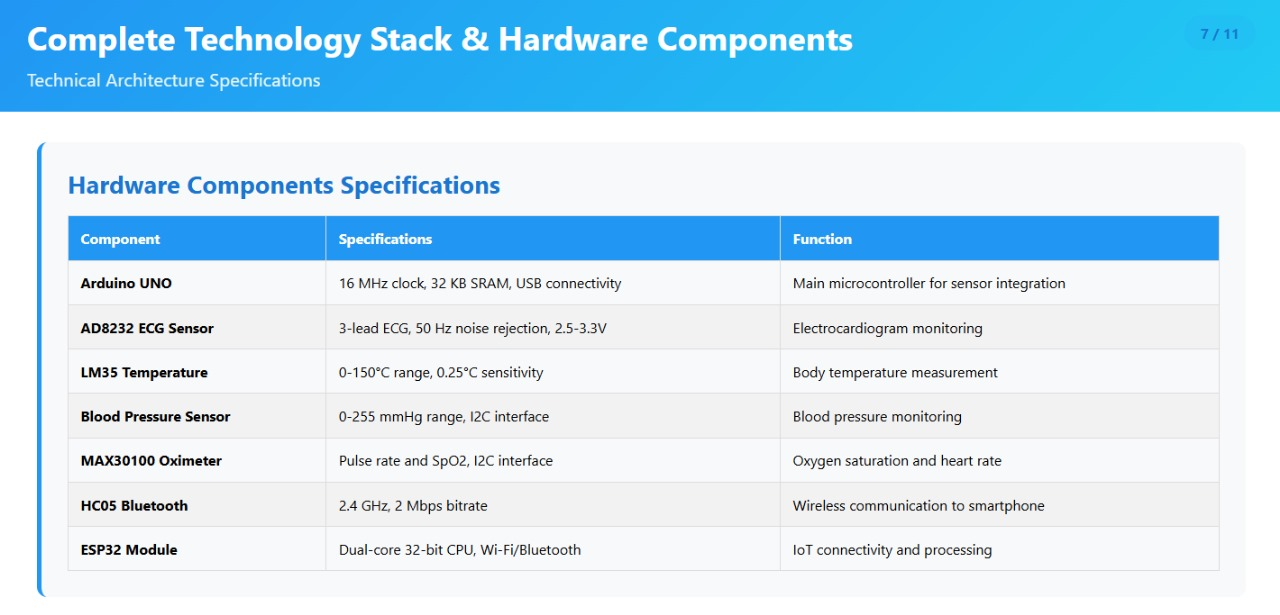 Complete Technology Stack & Hardware Components
7 / 11
Technical Architecture Specifications
Hardware Components Specifications
Component Specifications Function
Arduino UNO 16 MHz clock, 32 KB SRAM, USB connectivity Main microcontroller for sensor integration
AD8232 ECG Sensor 3-lead ECG, 50 Hz noise rejection, 2.5-3.3V Electrocardiogram monitoring
LM35 Temperature 0-150°C range, 0.25°C sensitivity Body temperature measurement
Blood Pressure Sensor 0-255 mmHg range, I2C interface Blood pressure monitoring
MAX30100 Oximeter Pulse rate and SpO2, I2C interface Oxygen saturation and heart rate
HC05 Bluetooth 2.4 GHz, 2 Mbps bitrate Wireless communication to smartphone
ESP32 Module Dual-core 32-bit CPU, Wi-Fi/Bluetooth IoT connectivity and processing